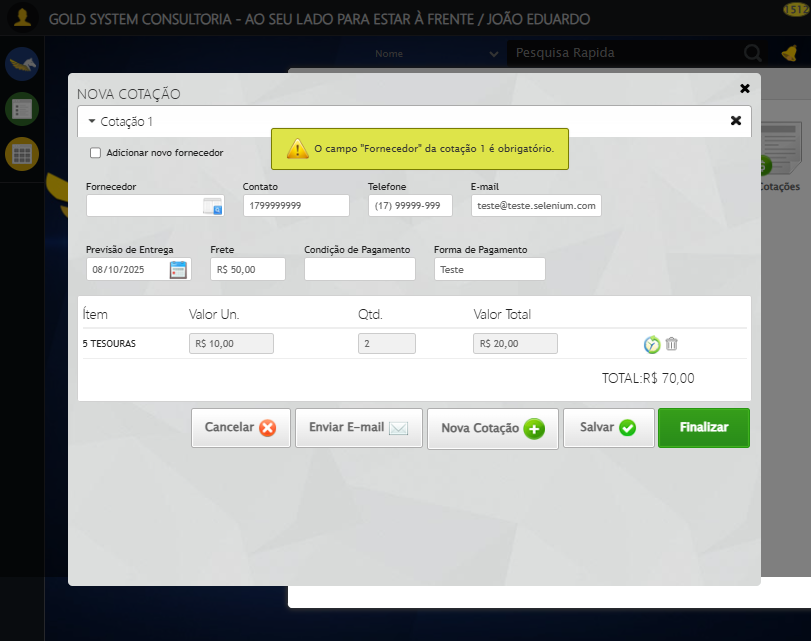 GOLD SYSTEM CONSULTORIA - AO SEU LADO PARA ESTAR À FRENTE / JOÃO EDUARDO
1512
Nome
Pesquisa Rapida
NOVA COTAÇÃO
Cotação 1
Adicionar novo fornecedor
O campo "Fornecedor" da cotação 1 é obrigatório.
Cotações
Fornecedor Contato Telefone E-mail
1799999999 (17) 99999-999 teste@teste.selenium.com
Previsão de Entrega Frete Condição de Pagamento Forma de Pagamento
08/10/2025 R$ 50,00 Teste
Ítem Valor Un. Qtd. Valor Total
5 TESOURAS R$ 10,00 2 R$ 20,00
TOTAL:R$ 70,00
Cancelar Enviar E-mail Nova Cotação Salvar Finalizar